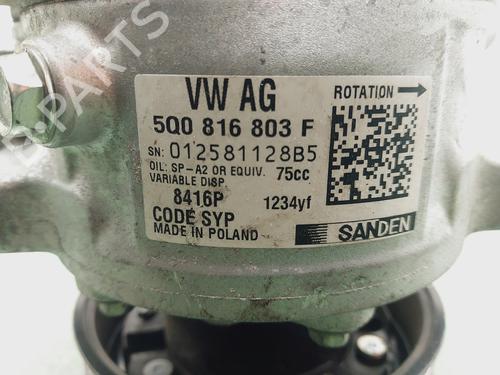 VW AG
ROTATION
5Q0 816 803 F
SN: 012581128B5
OIL: SP-A2 OR EQUIV. 75cc
VARIABLE DISP
8416P 1234yf
CODE SYP
MADE IN POLAND
SANDEN